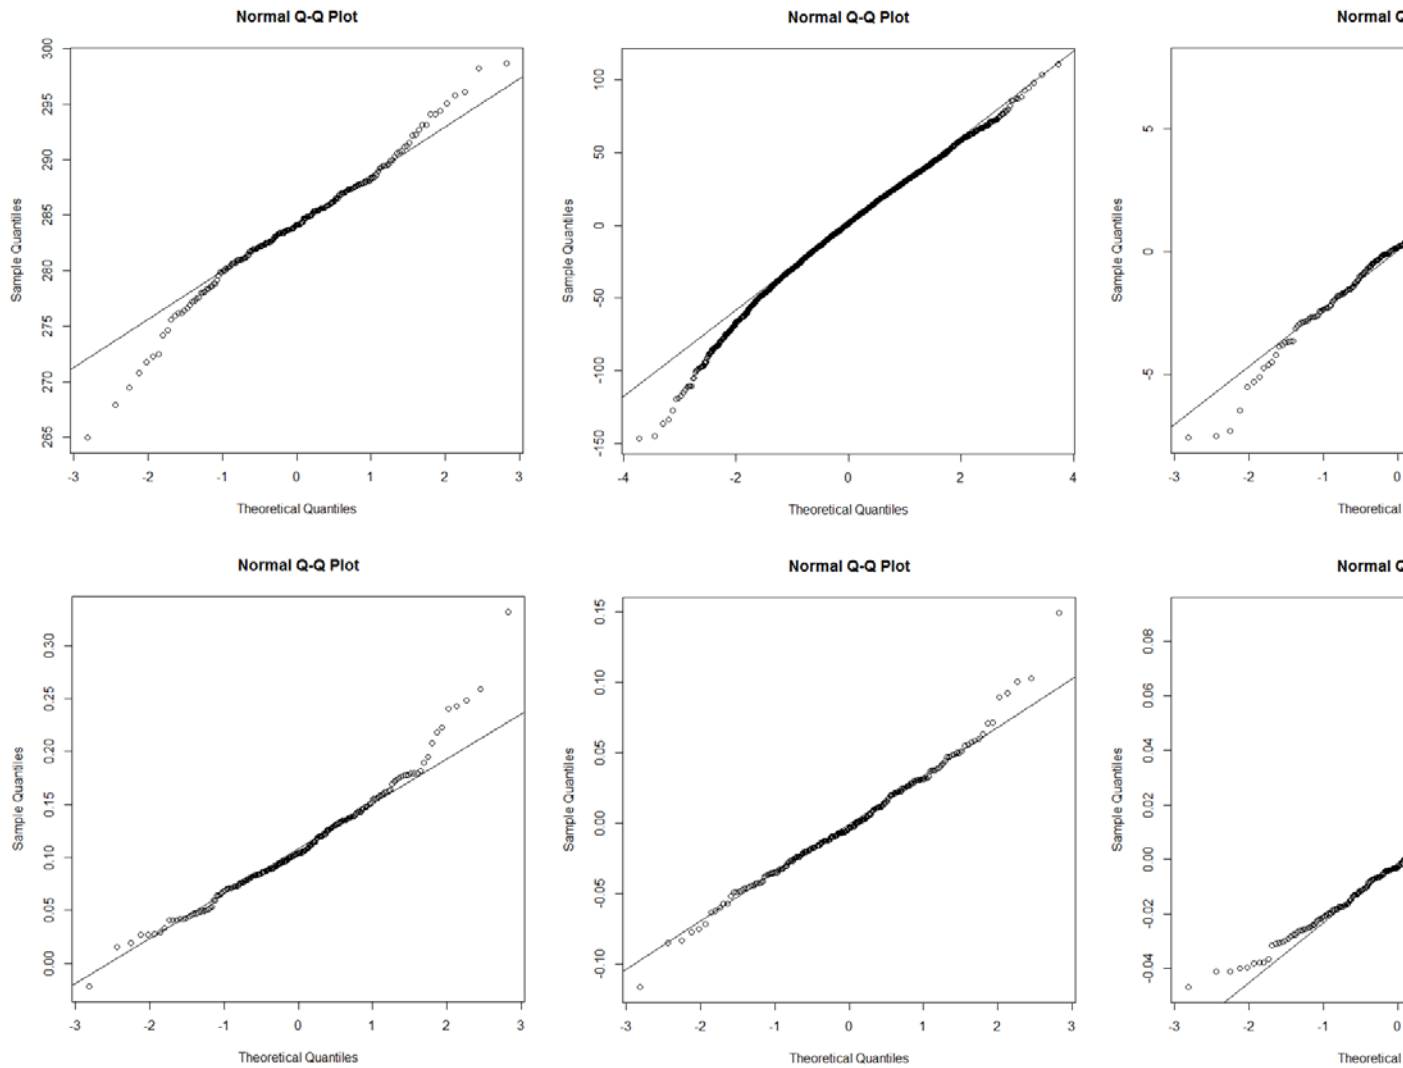 Normal Q-Q Plot
Normal Q-Q Plot
Normal Q
300
295
290
285
280
275
270
265
Sample Quantiles
-3 -2 -1 0 1 2 3
Theoretical Quantiles
100
50
0
-50
-100
-150
Sample Quantiles
-4 -2 0 2 4
Theoretical Quantiles
5
0
-5
Sample Quantiles
-3 -2 -1 0
Theoretical
Normal Q-Q Plot
Normal Q-Q Plot
Normal Q
0.30
0.25
0.20
0.15
0.10
0.05
0.00
Sample Quantiles
-3 -2 -1 0 1 2 3
Theoretical Quantiles
0.15
0.10
0.05
0.00
-0.05
-0.10
Sample Quantiles
-3 -2 -1 0 1 2 3
Theoretical Quantiles
0.08
0.06
0.04
0.02
0.00
-0.02
-0.04
Sample Quantiles
-3 -2 -1 0
Theoretical